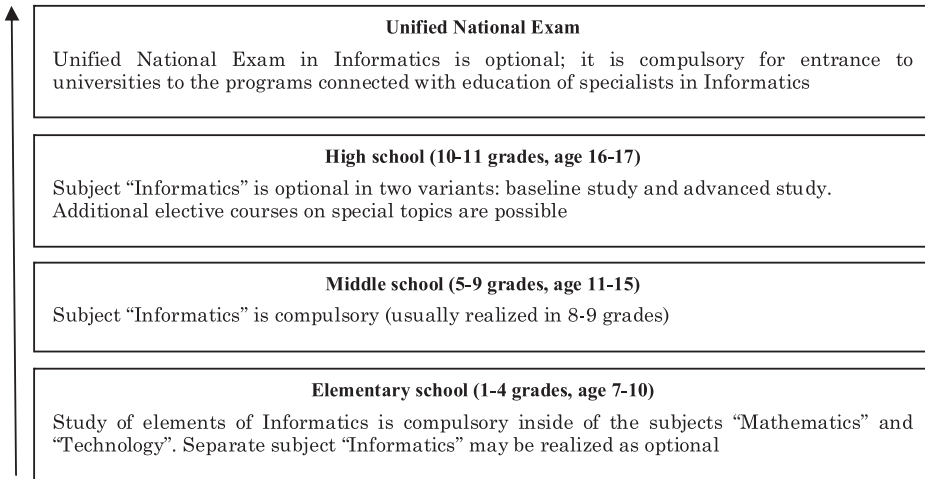 Unified National Exam
Unified National Exam in Informatics is optional; it is compulsory for entrance to
universities to the programs connected with education of specialists in Informatics
High school (10-11 grades, age 16-17)
Subject “Informatics” is optional in two variants: baseline study and advanced study.
Additional elective courses on special topics are possible
Middle school (5-9 grades, age 11-15)
Subject “Informatics” is compulsory (usually realized in 8-9 grades)
Elementary school (1-4 grades, age 7-10)
Study of elements of Informatics is compulsory inside of the subjects “Mathematics” and
“Technology”. Separate subject “Informatics” may be realized as optional